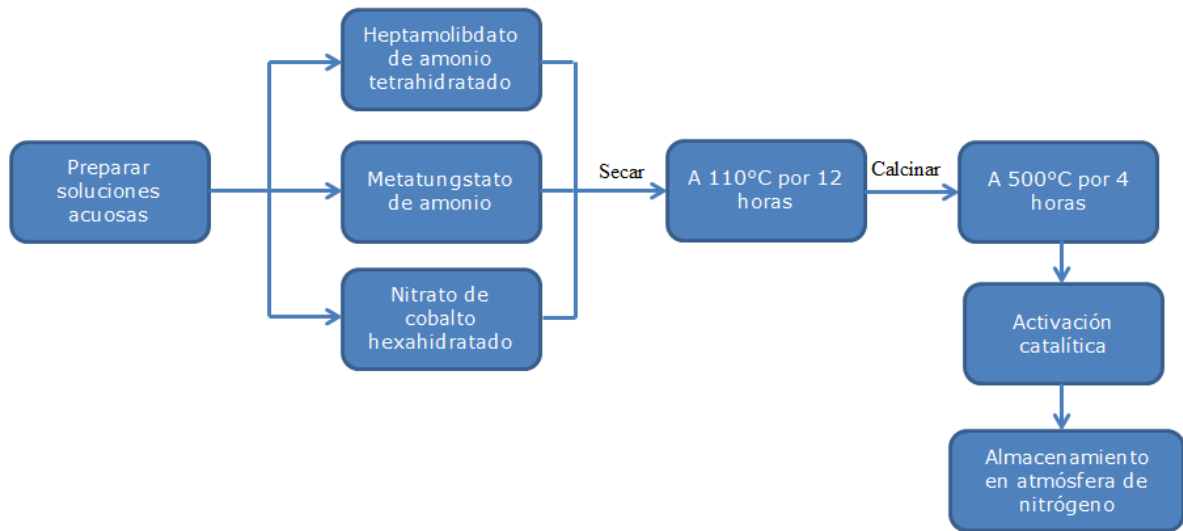 Preparar
soluciones
acuosas
Heptamolibdato
de amonio
tetrahidratado
Metatungstato
de amonio
Nitrato de
cobalto
hexahidratado
Secar
A 110°C por 12
horas
Calcinar
A 500°C por 4
horas
Activación
catalítica
Almacenamiento
en atmósfera de
nitrógeno